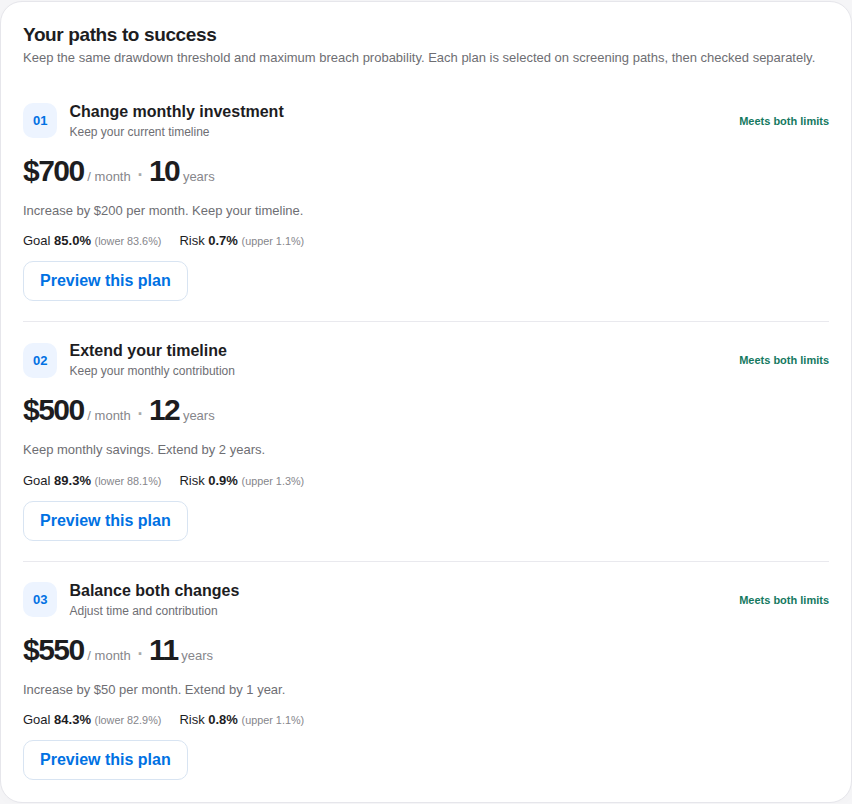 Your paths to success
Keep the same drawdown threshold and maximum breach probability. Each plan is selected on screening paths, then checked separately.
01
Change monthly investment
Keep your current timeline
Meets both limits
$700 / month · 10 years
Increase by $200 per month. Keep your timeline.
Goal 85.0% (lower 83.6%) Risk 0.7% (upper 1.1%)
Preview this plan
02
Extend your timeline
Keep your monthly contribution
Meets both limits
$500 / month · 12 years
Keep monthly savings. Extend by 2 years.
Goal 89.3% (lower 88.1%) Risk 0.9% (upper 1.3%)
Preview this plan
03
Balance both changes
Adjust time and contribution
Meets both limits
$550 / month · 11 years
Increase by $50 per month. Extend by 1 year.
Goal 84.3% (lower 82.9%) Risk 0.8% (upper 1.1%)
Preview this plan